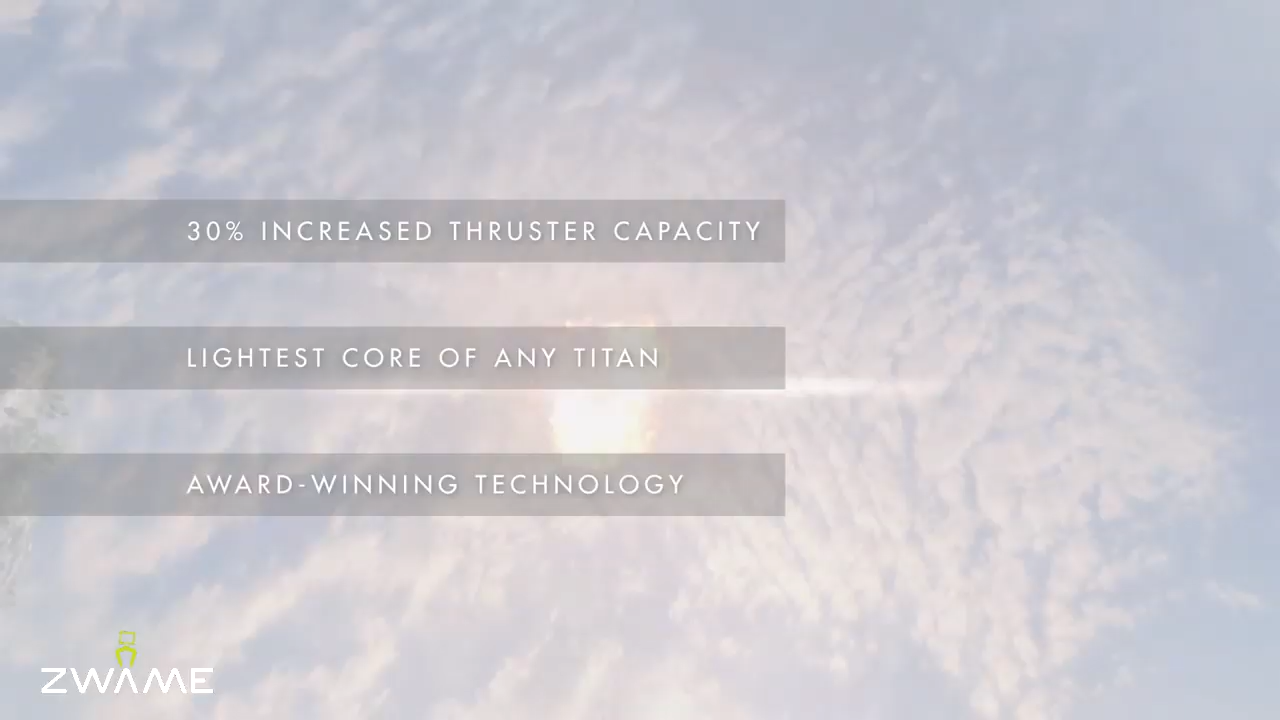 30% INCREASED THRUSTER CAPACITY
LIGHTEST CORE OF ANY TITAN
AWARD-WINNING TECHNOLOGY
ZWAME